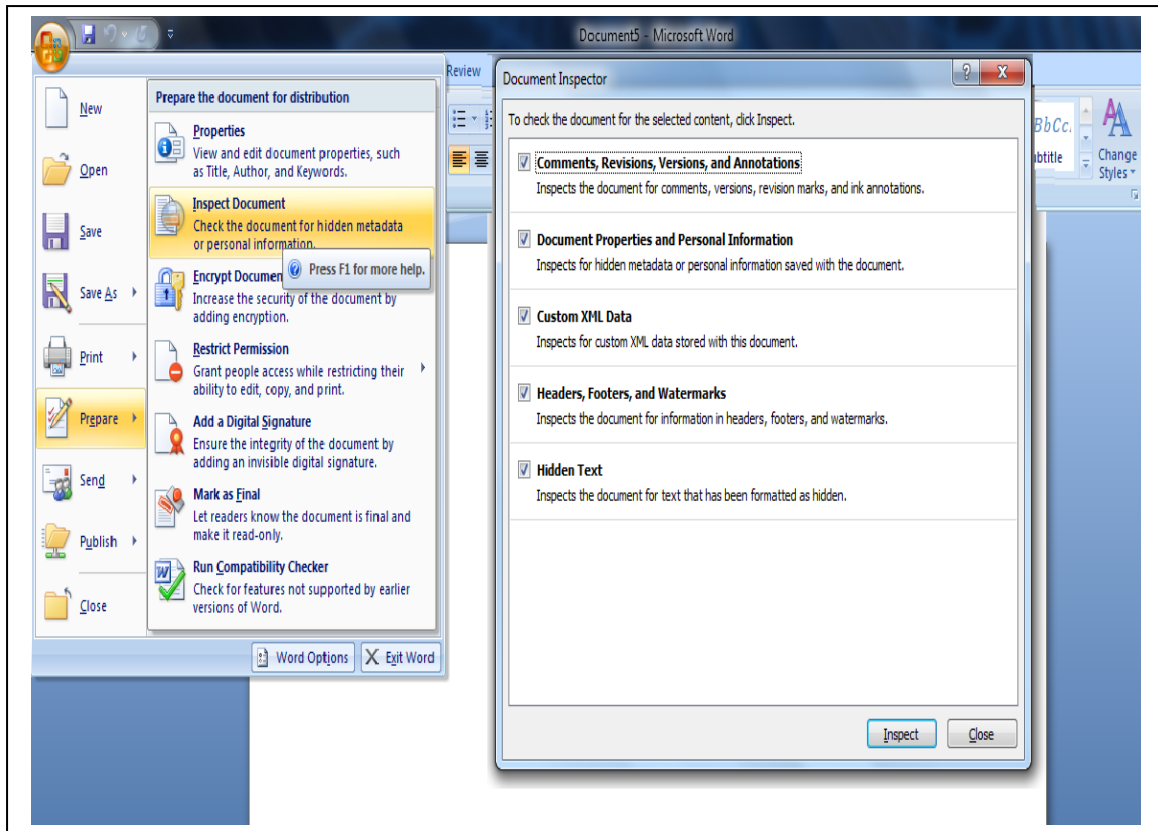 Document5 - Microsoft Word
Review
New
Open
Save
Save As
Print
Prepare
Send
Publish
Close
Prepare the document for distribution
Properties
View and edit document properties, such
as Title, Author, and Keywords.
Inspect Document
Check the document for hidden metadata
or personal information.
Press F1 for more help.
Encrypt Documen
Increase the security of the document by
adding encryption.
Restrict Permission
Grant people access while restricting their
ability to edit, copy, and print.
Add a Digital Signature
Ensure the integrity of the document by
adding an invisible digital signature.
Mark as Final
Let readers know the document is final and
make it read-only.
Run Compatibility Checker
Check for features not supported by earlier
versions of Word.
Word Options
Exit Word
Document Inspector
To check the document for the selected content, click Inspect.
Comments, Revisions, Versions, and Annotations
Inspects the document for comments, versions, revision marks, and ink annotations.
Document Properties and Personal Information
Inspects for hidden metadata or personal information saved with the document.
Custom XML Data
Inspects for custom XML data stored with this document.
Headers, Footers, and Watermarks
Inspects the document for information in headers, footers, and watermarks.
Hidden Text
Inspects the document for text that has been formatted as hidden.
Inspect
Close
BbCc.
btitle
Change
Styles